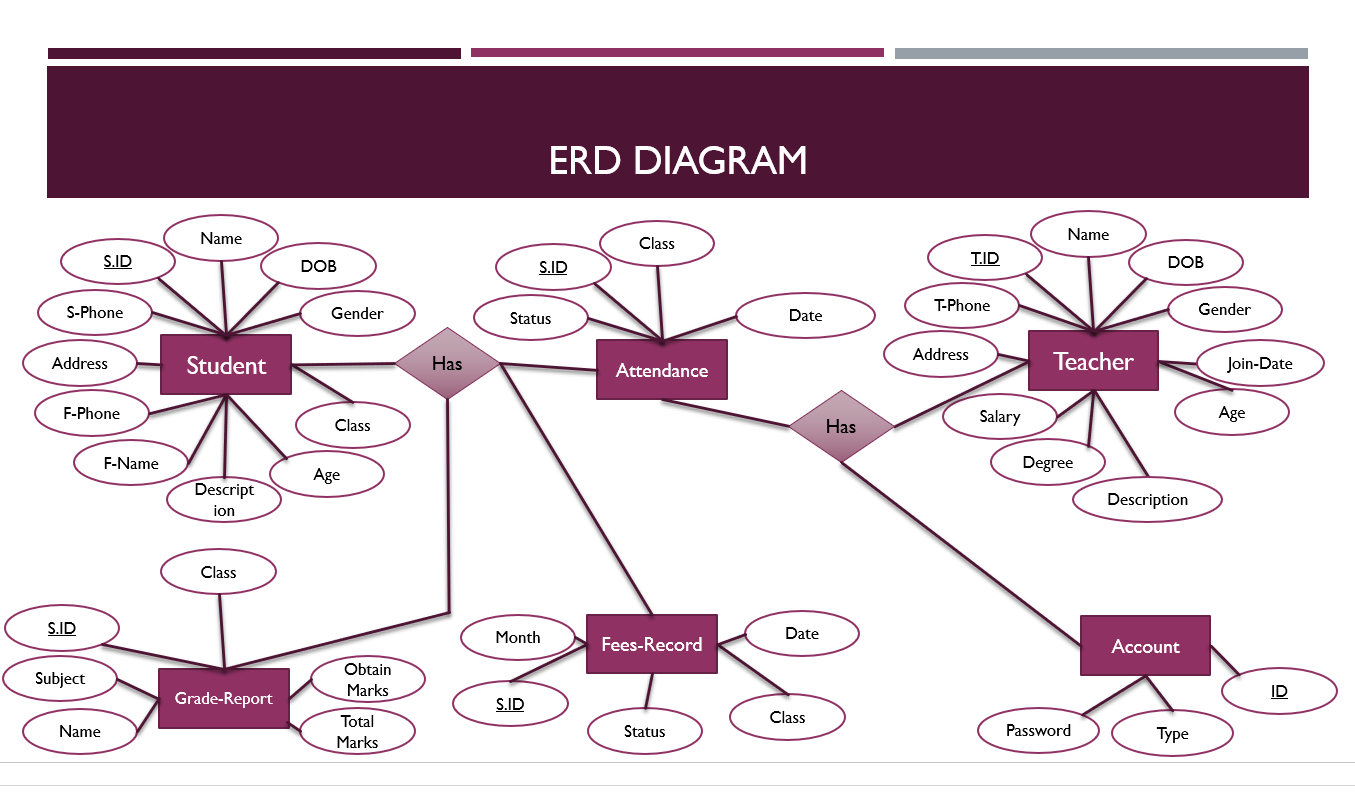 ERD DIAGRAM
Name
S.ID
DOB
S-Phone
Gender
Address
Student
F-Phone
Class
F-Name
Age
Descript
ion
Has
Class
S.ID
Status
Date
Attendance
Has
Name
T.ID
DOB
T-Phone
Gender
Address
Teacher
Join-Date
Salary
Age
Degree
Description
Class
S.ID
Subject
Grade-Report
Obtain
Marks
Name
Total
Marks
Month
Fees-Record
Date
S.ID
Status
Class
Account
ID
Password
Type